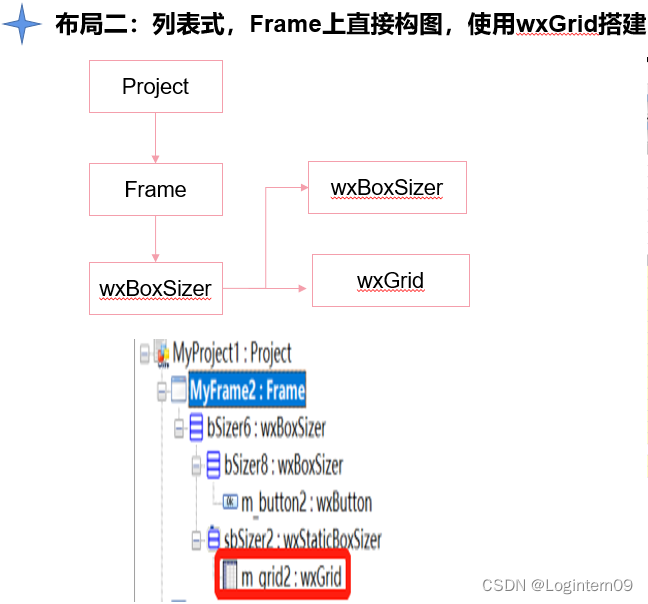 布局二：列表式，Frame上直接构图，使用wxGrid搭建
Project
Frame
wxBoxSizer
wxBoxSizer
wxGrid
MyProject1 : Project
MyFrame2 : Frame
bSizer6 : wxBoxSizer
bSizer8 : wxBoxSizer
Ok
m_button2 : wxButton
sbSizer2 : wxStaticBoxSizer
m_grid2 : wxGrid
CSDN @Logintern09